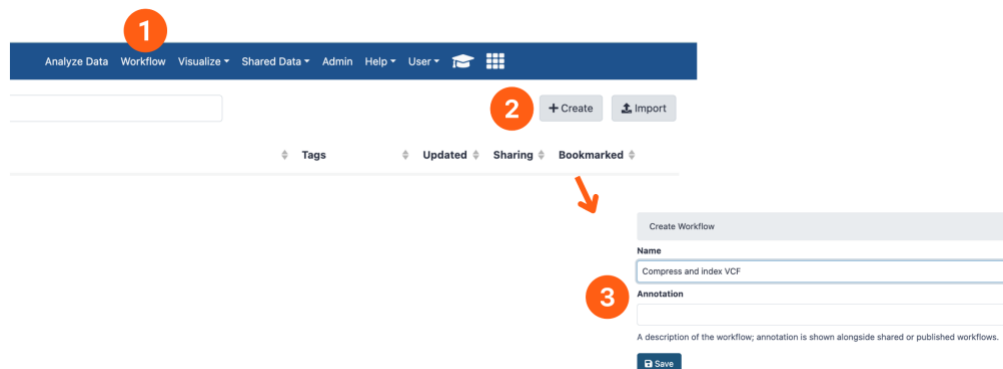 1
Analyze Data Workflow Visualize Shared Data Admin Help User
2
Create Import
Tags Updated Sharing Bookmarked
Create Workflow
Name
Compress and index VCF
3
Annotation
A description of the workflow; annotation is shown alongside shared or published workflows.
Save